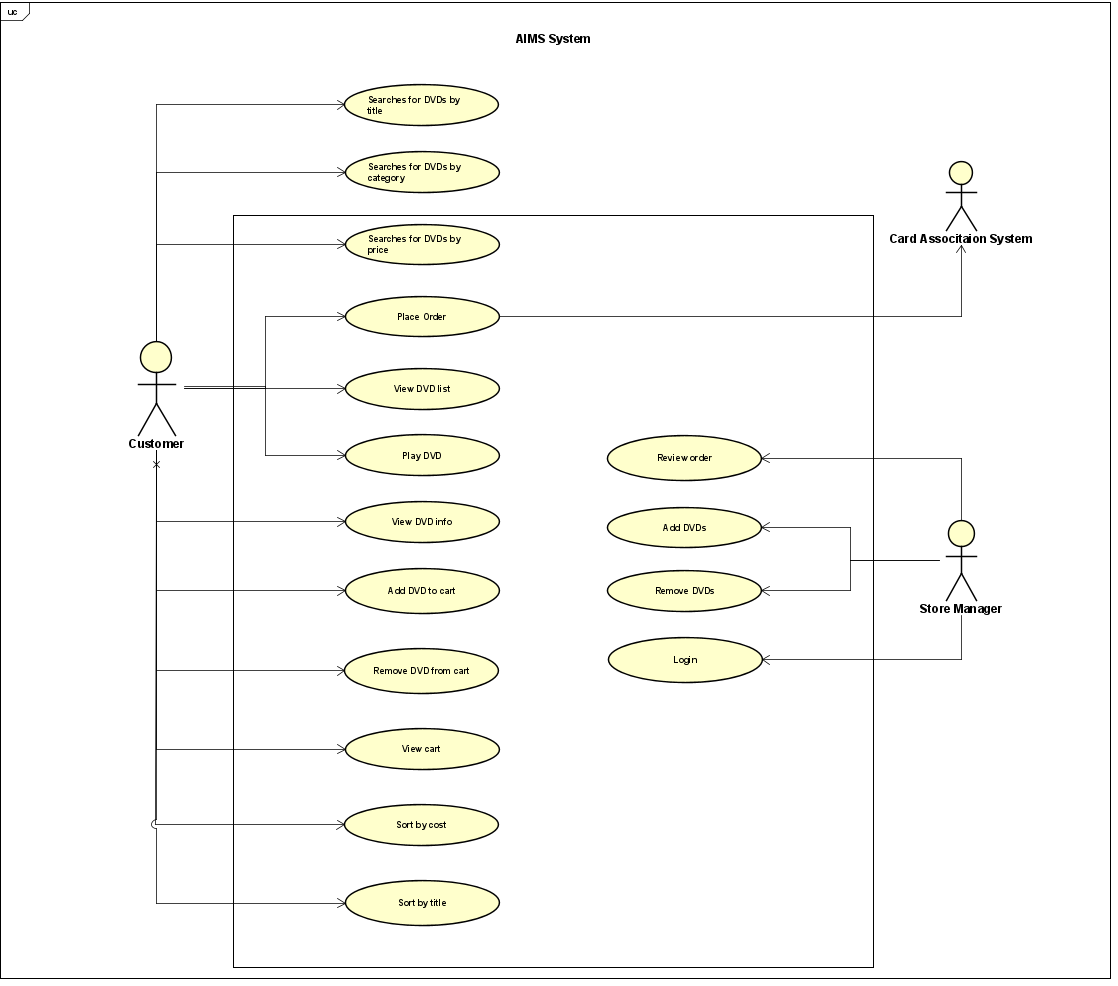 uc
AIMS System
Searches for DVDs by
title
Searches for DVDs by
category
Searches for DVDs by
price
Card Associtaion System
Place Order
View DVD list
Customer
Play DVD
Review order
View DVD info
Add DVDs
Add DVD to cart
Remove DVDs
Store Manager
Login
Remove DVD from cart
View cart
Sort by cost
Sort by title